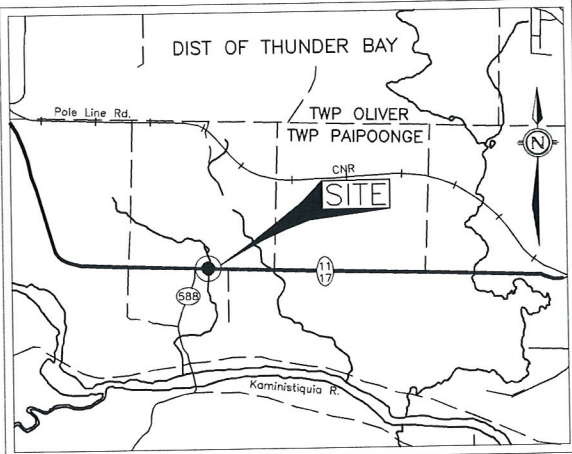 DIST OF THUNDER BAY
Pole Line Rd.
TWP OLIVER
TWP PAIPOONGE
N
CNR
SITE
11
17
588
Kaministiquia R.